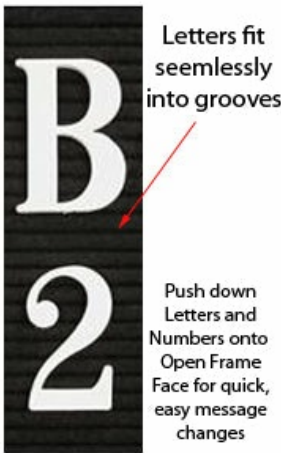 B
2
Letters fit
seemlessly
into grooves
Push down
Letters and
Numbers onto
Open Frame
Face for quick,
easy message
changes